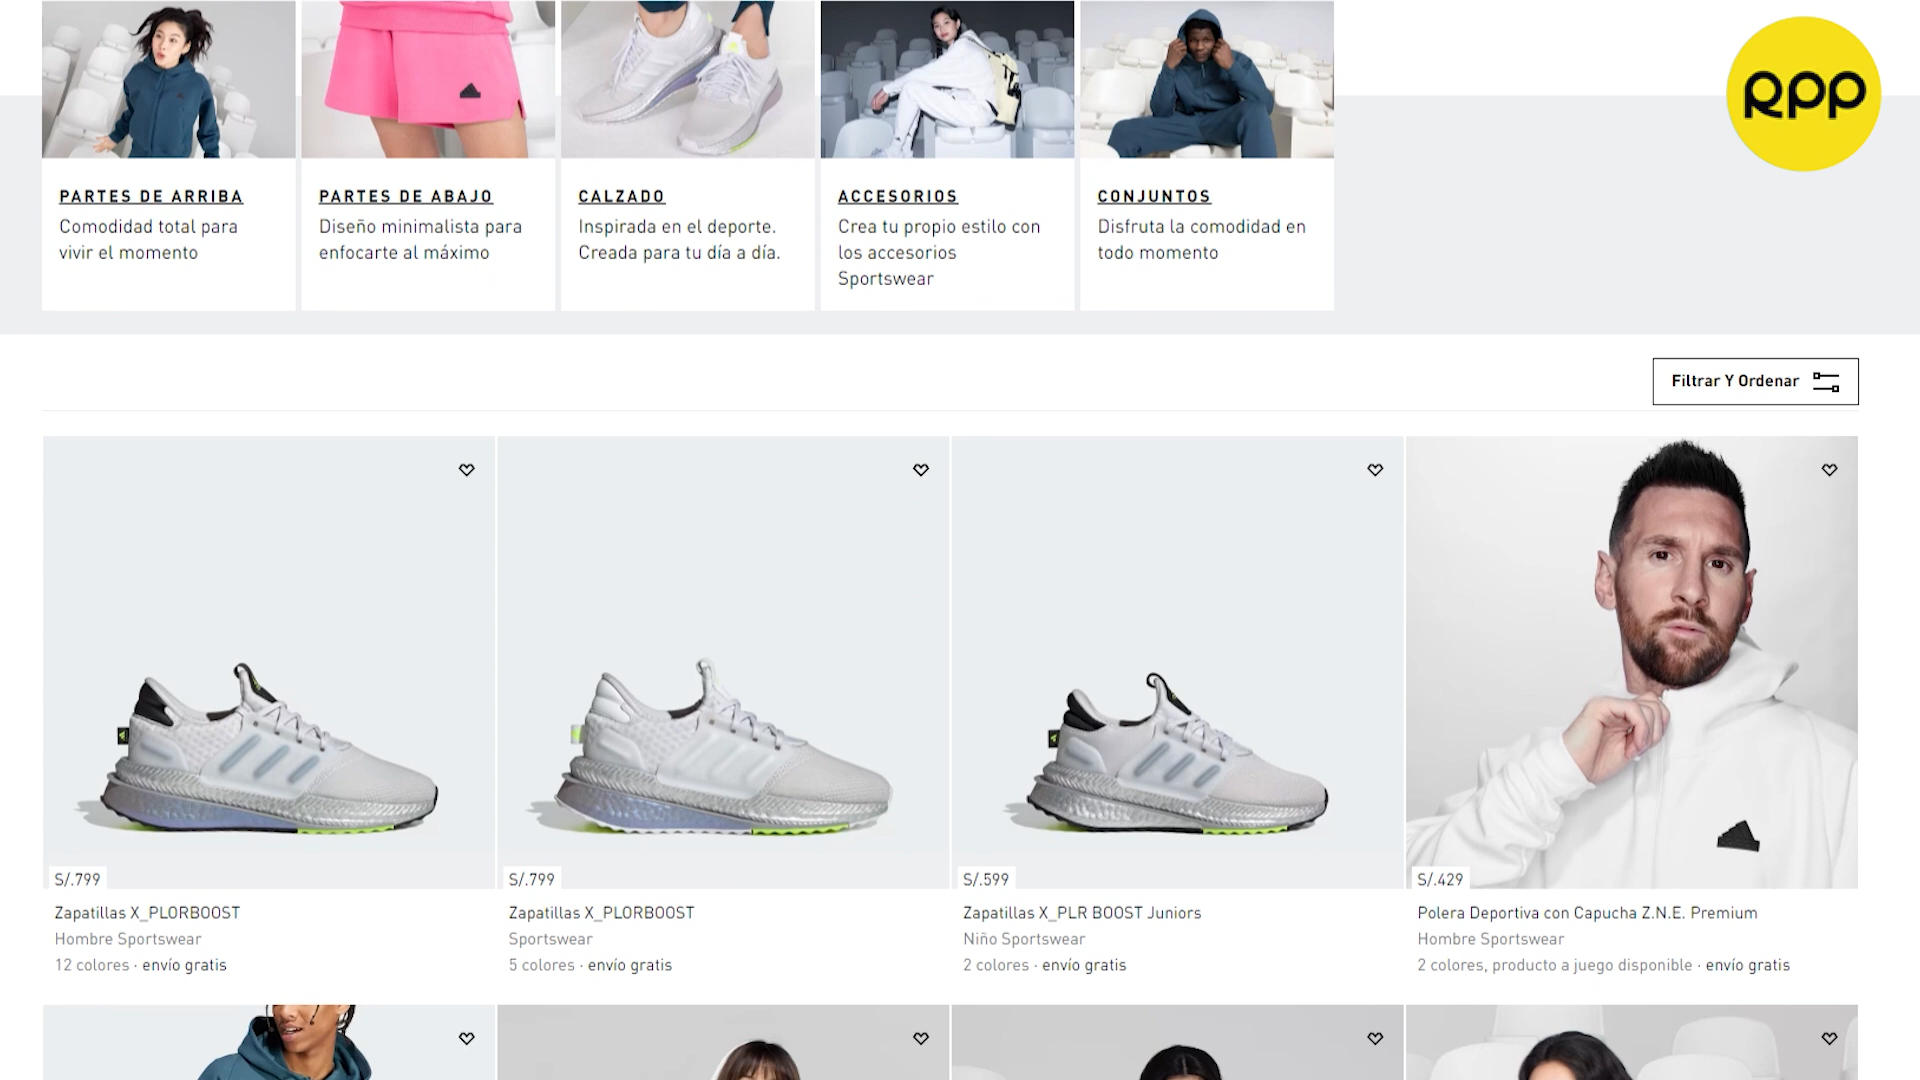 RPP
PARTES DE ARRIBA
Comodidad total para
vivir el momento
PARTES DE ABAJO
Diseño minimalista para
enfocarte al máximo
CALZADO
Inspirada en el deporte.
Creada para tu día a día.
ACCESORIOS
Crea tu propio estilo con
los accesorios
Sportswear
CONJUNTOS
Disfruta la comodidad en
todo momento
Filtrar Y Ordenar
S/.799
Zapatillas X_PLORBOOST
Hombre Sportswear
12 colores · envío gratis
S/.799
Zapatillas X_PLORBOOST
Sportswear
5 colores · envío gratis
S/.599
Zapatillas X_PLR BOOST Juniors
Niño Sportswear
2 colores · envío gratis
S/.429
Polera Deportiva con Capucha Z.N.E. Premium
Hombre Sportswear
2 colores, producto a juego disponible · envío gratis